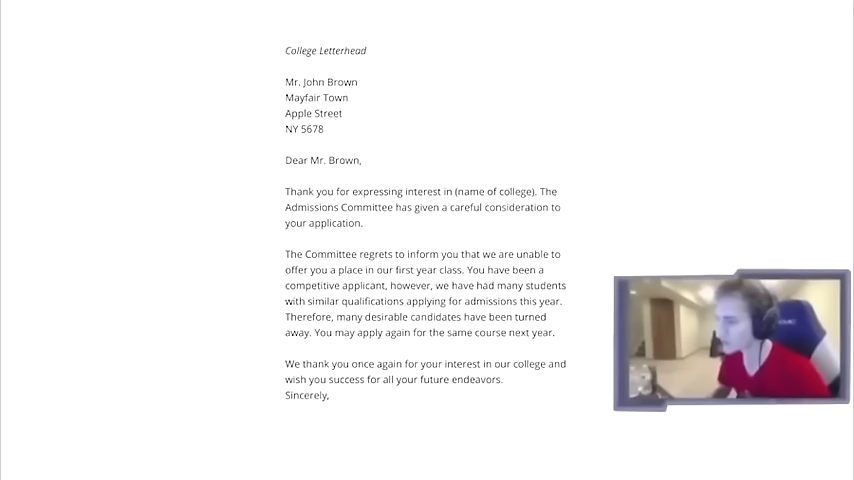 College Letterhead
Mr. John Brown
Mayfair Town
Apple Street
NY 5678
Dear Mr. Brown,
Thank you for expressing interest in (name of college). The
Admissions Committee has given a careful consideration to
your application.
The Committee regrets to inform you that we are unable to
offer you a place in our first year class. You have been a
competitive applicant, however, we have had many students
with similar qualifications applying for admissions this year.
Therefore, many desirable candidates have been turned
away. You may apply again for the same course next year.
We thank you once again for your interest in our college and
wish you success for all your future endeavors.
Sincerely,